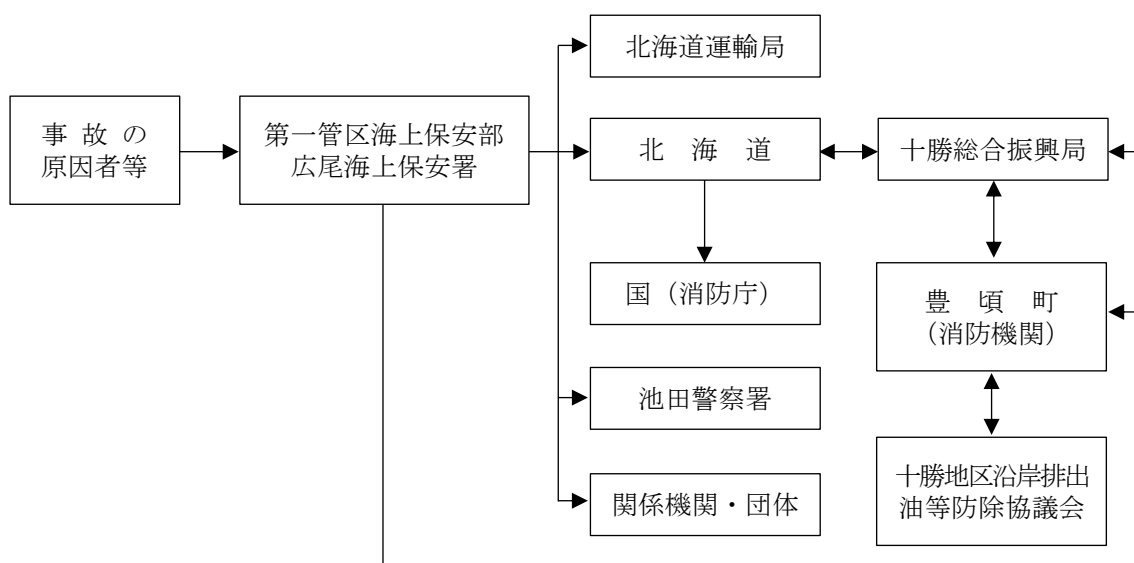 北海道運輸局
事故の
原因者等
第一管区海上保安部
広尾海上保安署
北海道
十勝総合振興局
国（消防庁）
豊頃町
（消防機関）
池田警察署
関係機関・団体
十勝地区沿岸排出
油等防除協議会